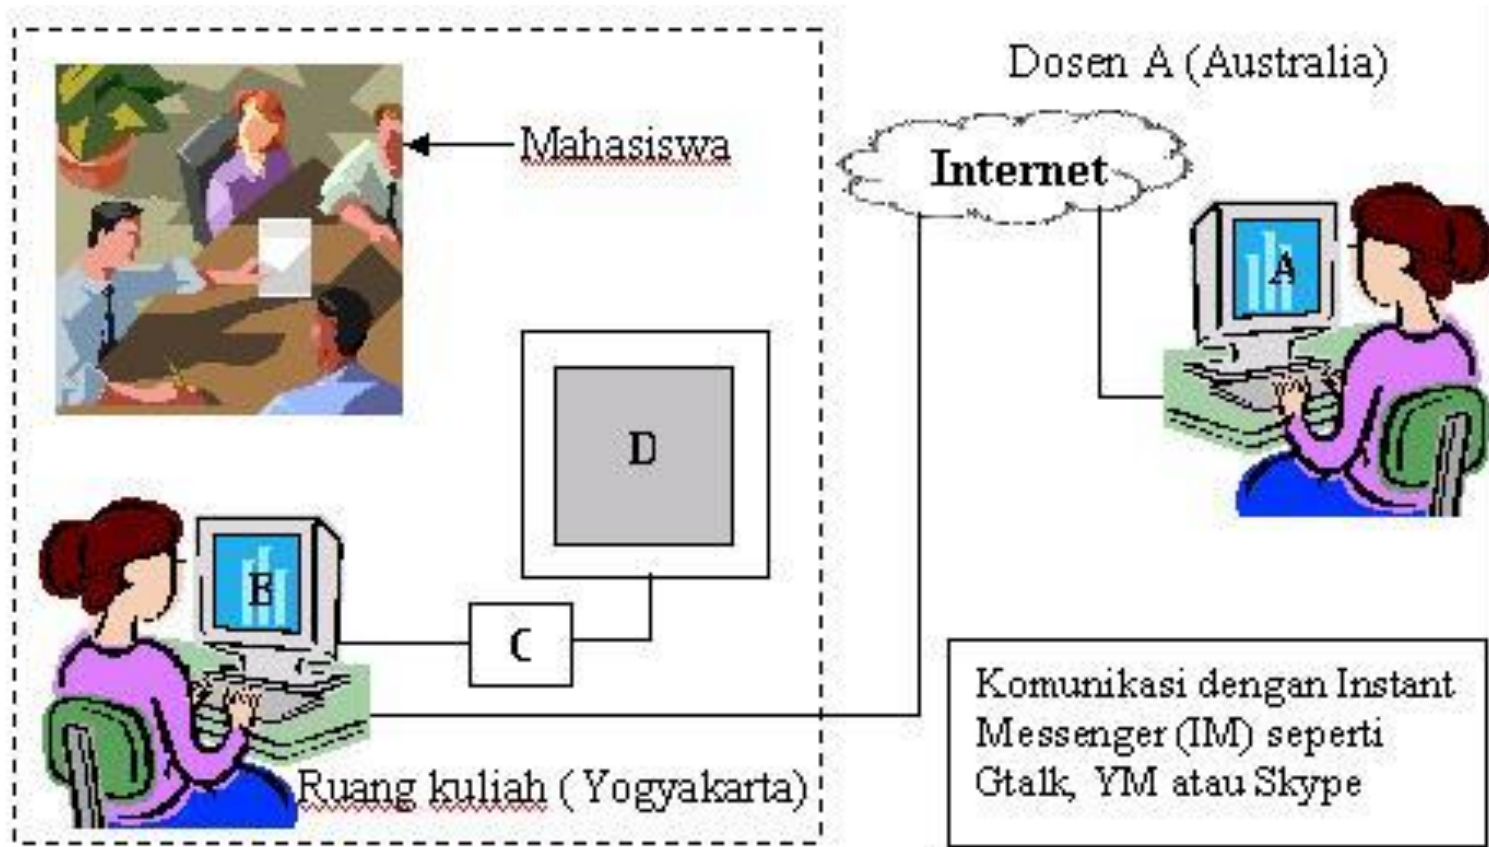 Dosen A (Australia)
Mahasiswa
Internet
A
D
B
C
Komunikasi dengan Instant
Messenger (IM) seperti
Gtalk, YM atau Skype
Ruang kuliah ( Yogyakarta)